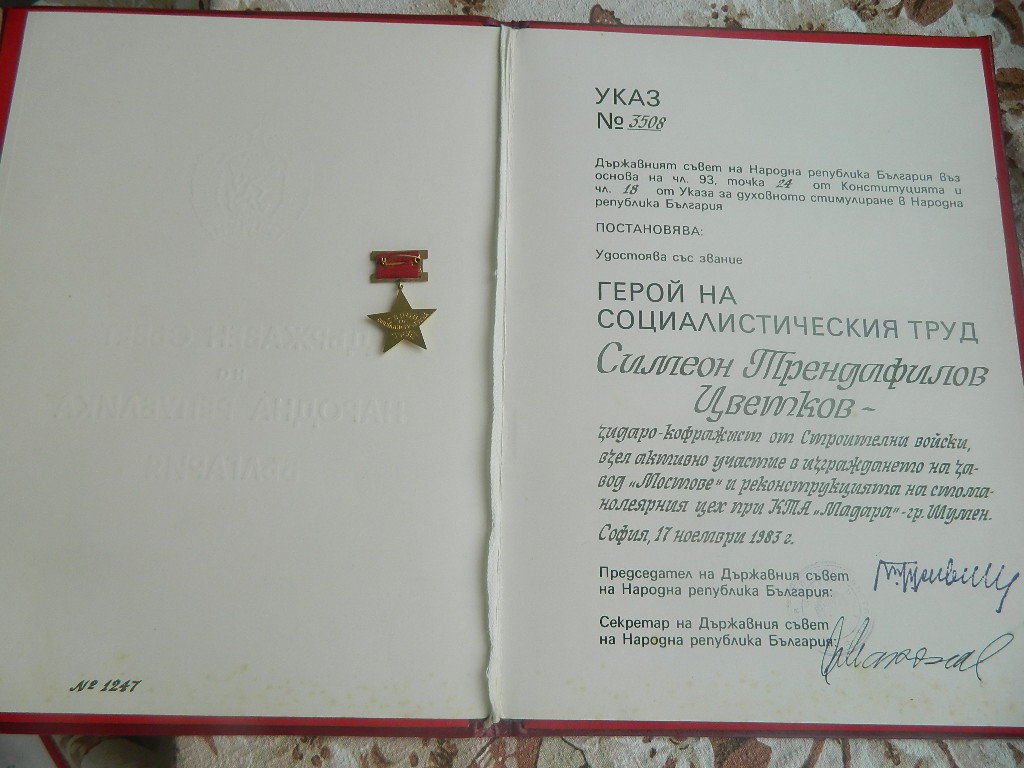 № 1247
УКАЗ
№ 3508
Държавният съвет на Народна република България въз
основа на чл. 93, точка 24 от Конституцията и
чл. 18 от Указа за духовното стимулиране в Народна
република България
ПОСТАНОВЯВА:
Удостоява със звание
ГЕРОЙ НА
СОЦИАЛИСТИЧЕСКИЯ ТРУД
Симеон Трендафилов
Цветков -
зидаро-кофражист от Строителни войски,
взел активно участие в изграждането на за-
вод „Мостове“ и реконструкцията на стома-
нолеярния цех при КТА „Мадара“ - гр. Шумен.
София, 17 ноември 1983 г.
Председател на Държавния съвет
на Народна република България:
Секретар на Държавния съвет
на Народна република България: